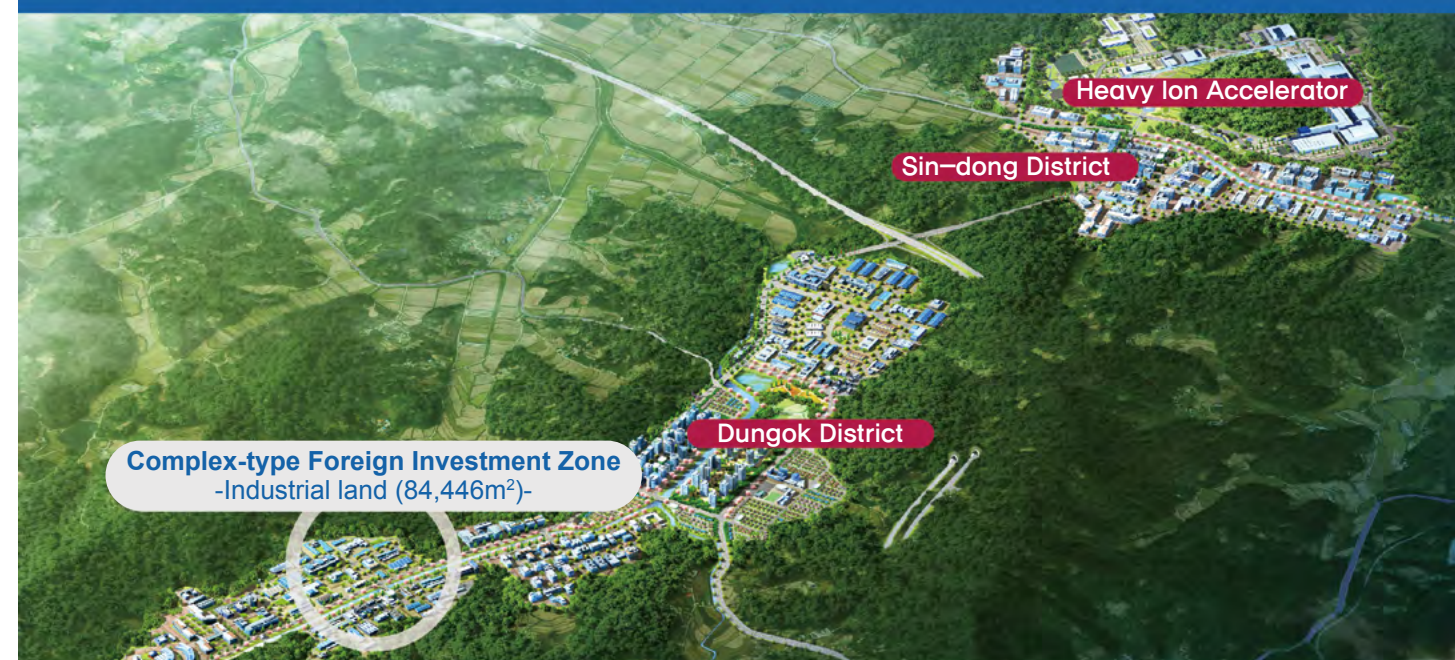 Heavy Ion Accelerator
Sin-dong District
Dungok District
Complex-type Foreign Investment Zone
-Industrial land (84,446m²)-